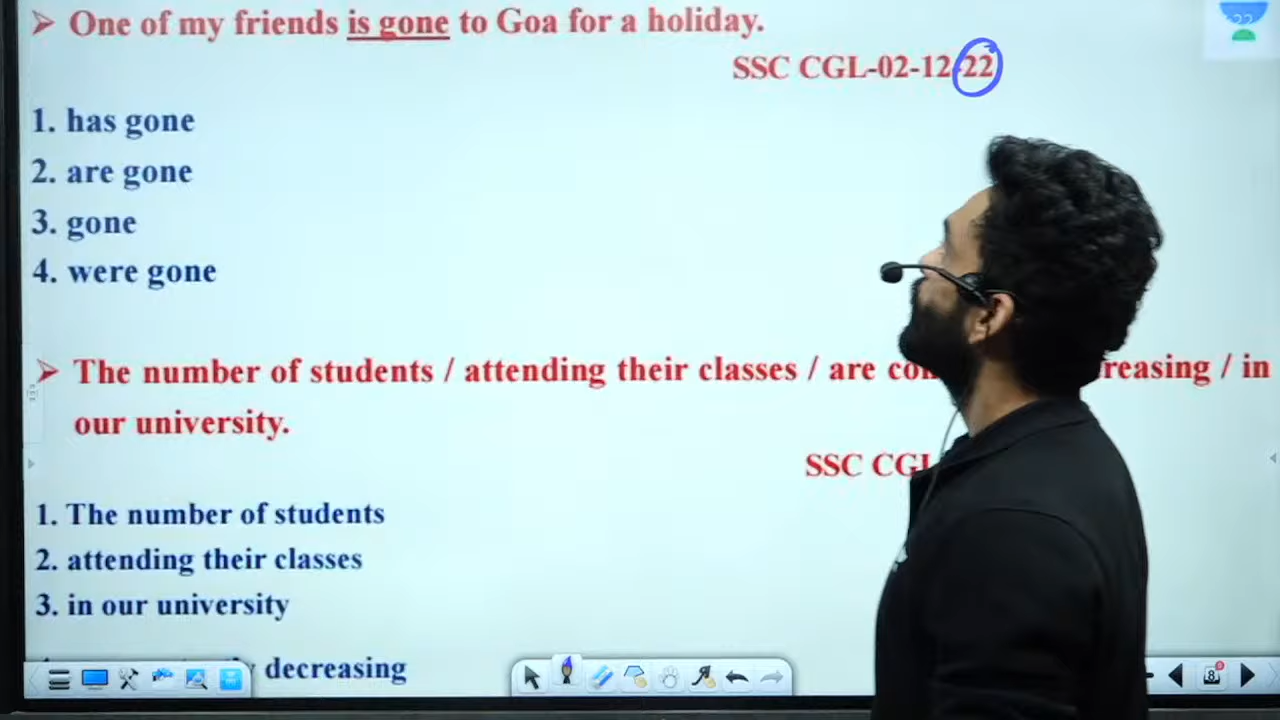 ➤ One of my friends is gone to Goa for a holiday.
SSC CGL-02-12-22
1. has gone
2. are gone
3. gone
4. were gone
➤ The number of students / attending their classes / are reasing / in
our university.
SSC CGL
1. The number of students
2. attending their classes
3. in our university
decreasing